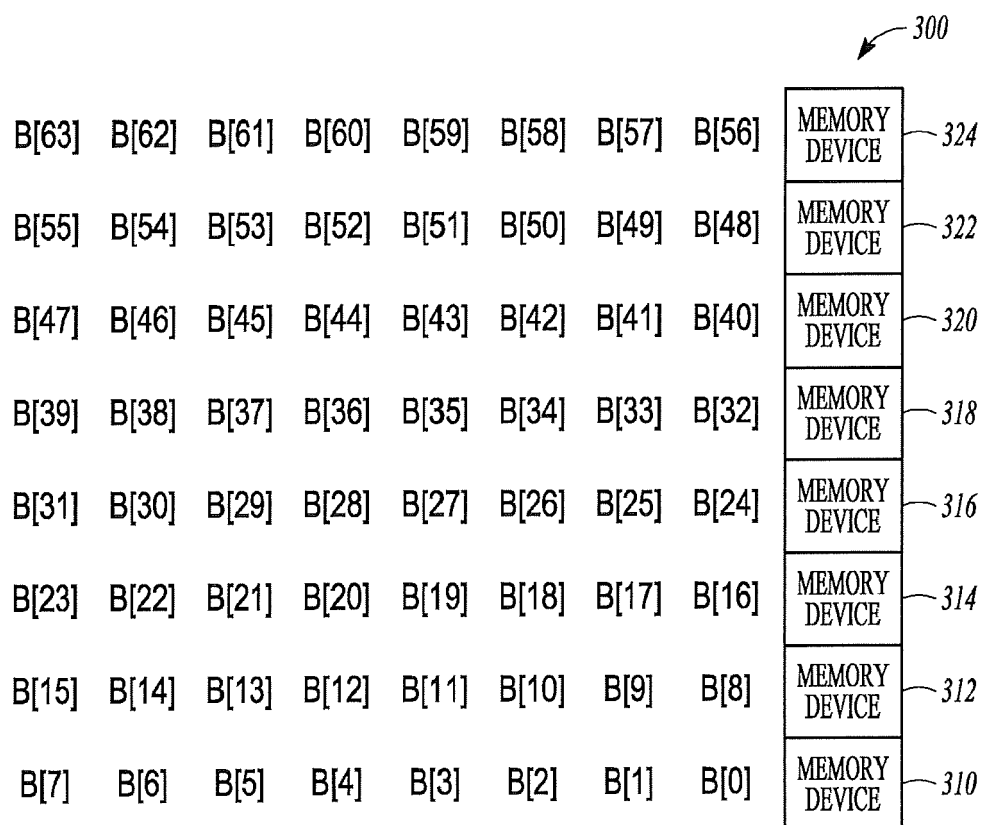 300
B[63] B[62] B[61] B[60] B[59] B[58] B[57] B[56] MEMORY DEVICE 324
B[55] B[54] B[53] B[52] B[51] B[50] B[49] B[48] MEMORY DEVICE 322
B[47] B[46] B[45] B[44] B[43] B[42] B[41] B[40] MEMORY DEVICE 320
B[39] B[38] B[37] B[36] B[35] B[34] B[33] B[32] MEMORY DEVICE 318
B[31] B[30] B[29] B[28] B[27] B[26] B[25] B[24] MEMORY DEVICE 316
B[23] B[22] B[21] B[20] B[19] B[18] B[17] B[16] MEMORY DEVICE 314
B[15] B[14] B[13] B[12] B[11] B[10] B[9] B[8] MEMORY DEVICE 312
B[7] B[6] B[5] B[4] B[3] B[2] B[1] B[0] MEMORY DEVICE 310